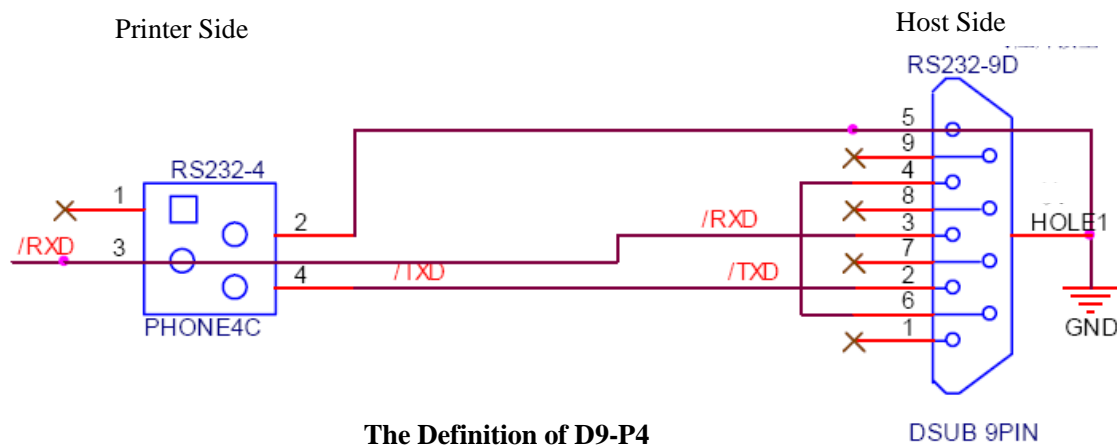 Printer Side
Host Side
RS232-9D
RS232-4
5
9
4
8
3
7
2
6
1
1
2
3
4
/RXD
/TXD
/RXD
/TXD
HOLE1
GND
PHONE4C
The Definition of D9-P4
DSUB 9PIN